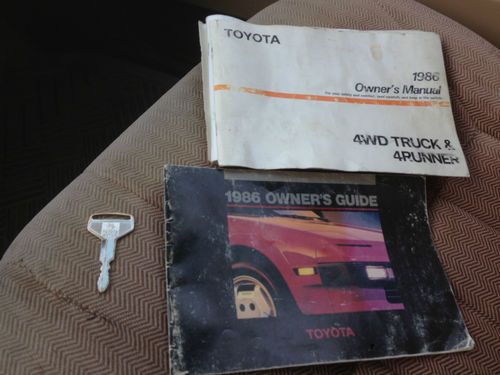 TOYOTA
1986
Owner's Manual
4WD TRUCK &
4RUNNER
1986 OWNER'S GUIDE
TOYOTA